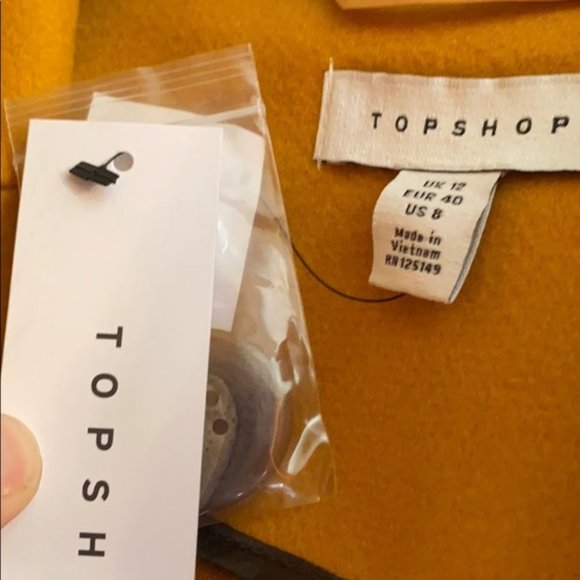 TOPSHOP
UK 12
EUR 40
US 8
Made in
Vietnam
RN 125149
TOPSH